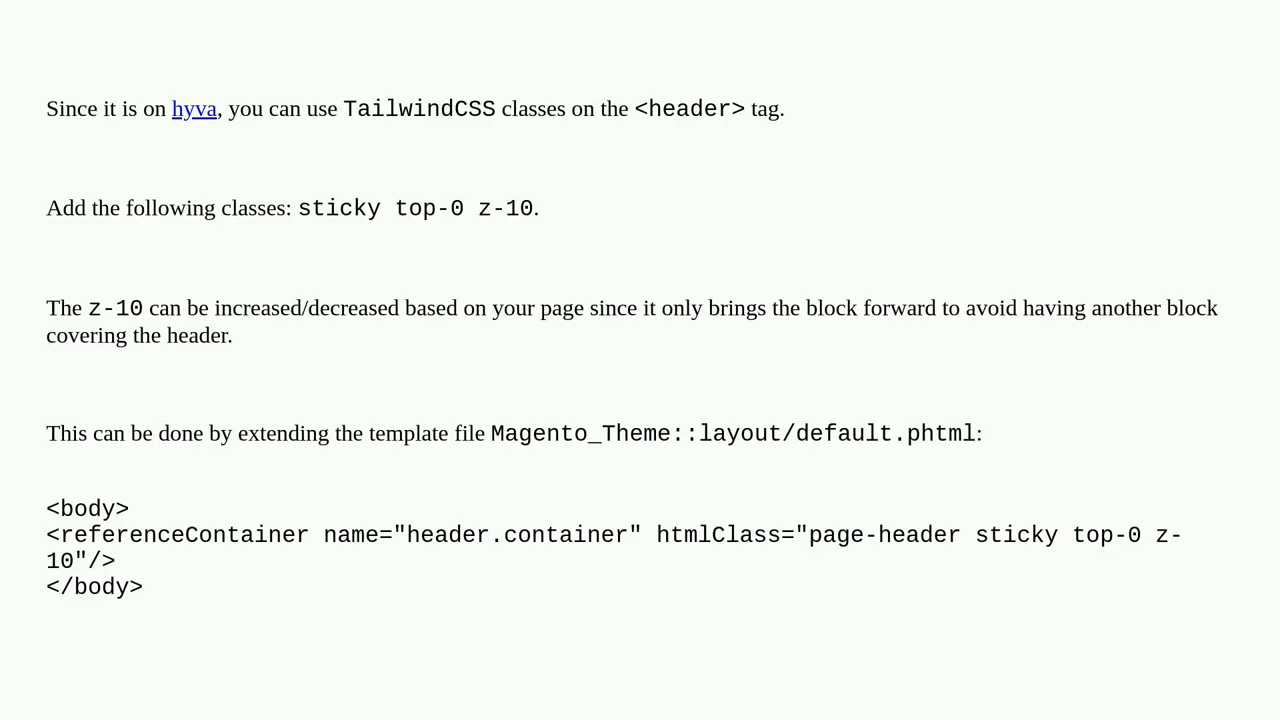 Since it is on hyva, you can use TailwindCSS classes on the <header> tag.
Add the following classes: sticky top-0 z-10.
The z-10 can be increased/decreased based on your page since it only brings the block forward to avoid having another block
covering the header.
This can be done by extending the template file Magento_Theme::layout/default.phtml:
<body>
<referenceContainer name="header.container" htmlClass="page-header sticky top-0 z-
10"/>
</body>